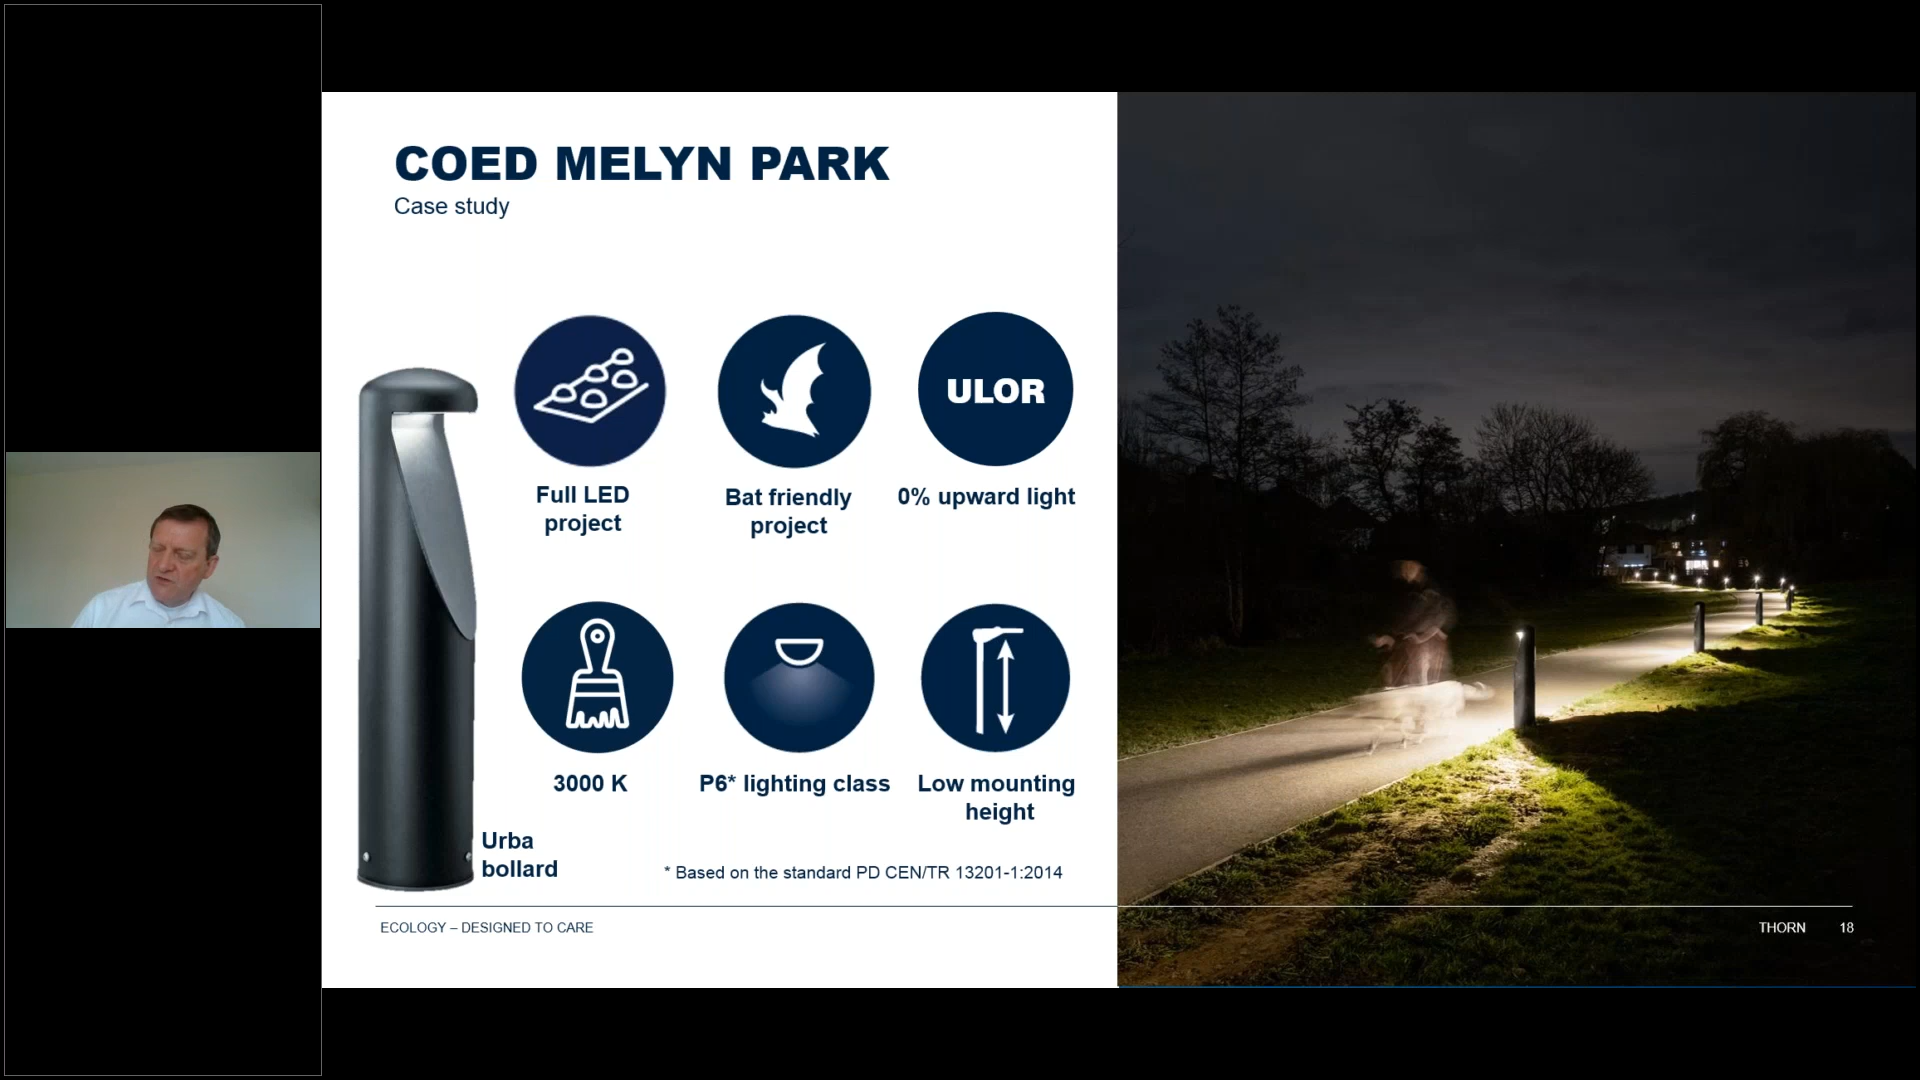 COED MELYN PARK
Case study
ULOR
Full LED
project
Bat friendly
project
0% upward light
3000 K
P6* lighting class
Low mounting
height
Urba
bollard
* Based on the standard PD CEN/TR 13201-1:2014
ECOLOGY – DESIGNED TO CARE
THORN
18